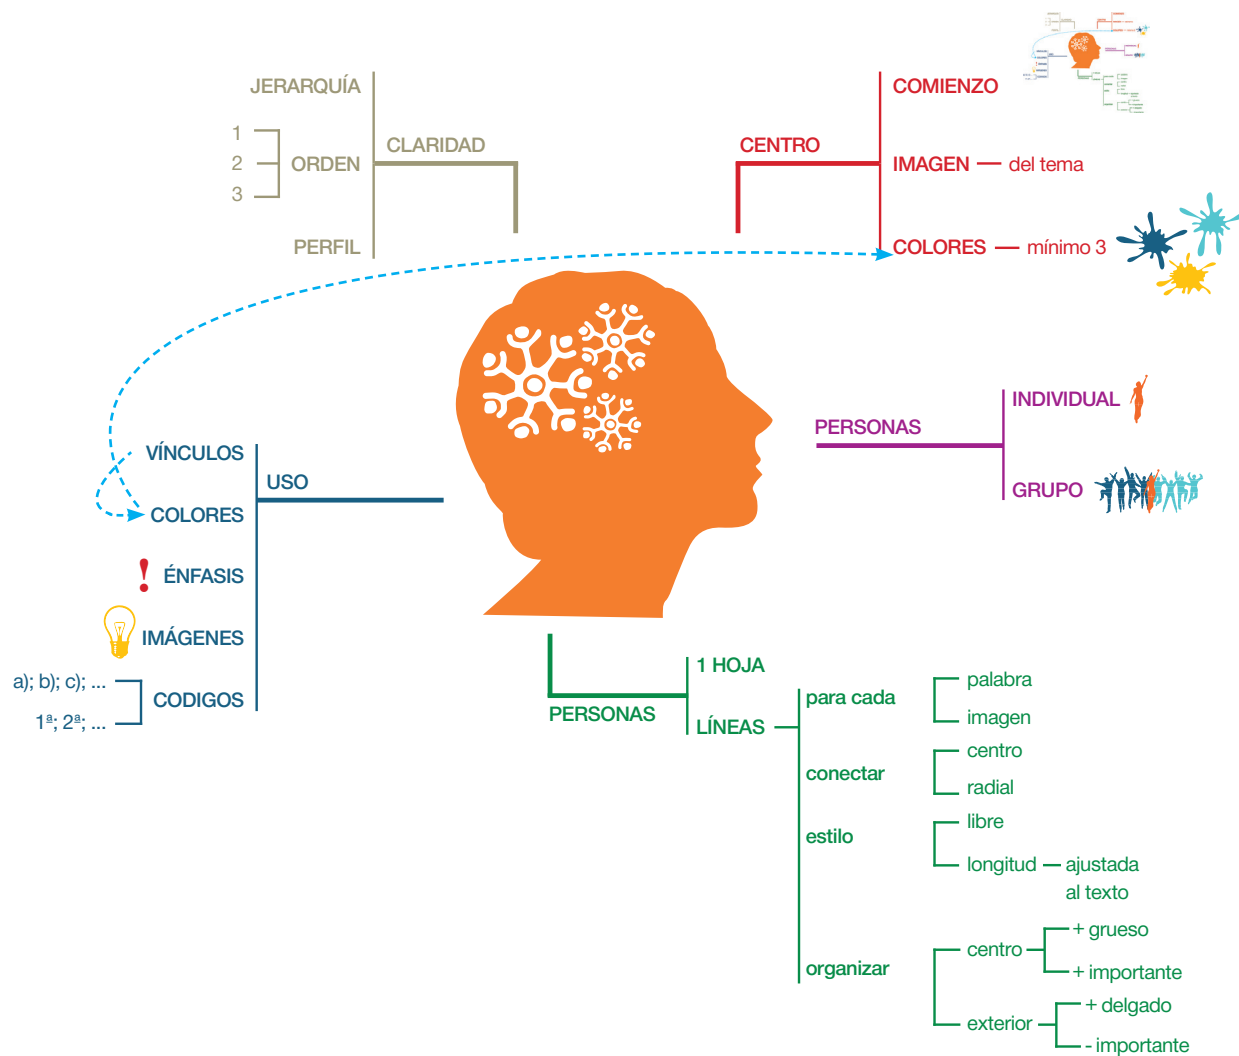 JERARQUÍA
1
2
3
ORDEN
PERFIL
CLARIDAD
CENTRO
COMIENZO
IMAGEN
del tema
COLORES
mínimo 3
PERSONAS
INDIVIDUAL
GRUPO
USO
VÍNCULOS
COLORES
! ÉNFASIS
IMÁGENES
CODIGOS
a); b); c); ...
1ª; 2ª; ...
PERSONAS
1 HOJA
LÍNEAS
para cada
palabra
imagen
conectar
centro
radial
estilo
libre
longitud
ajustada
al texto
organizar
centro
+ grueso
+ importante
exterior
+ delgado
- importante